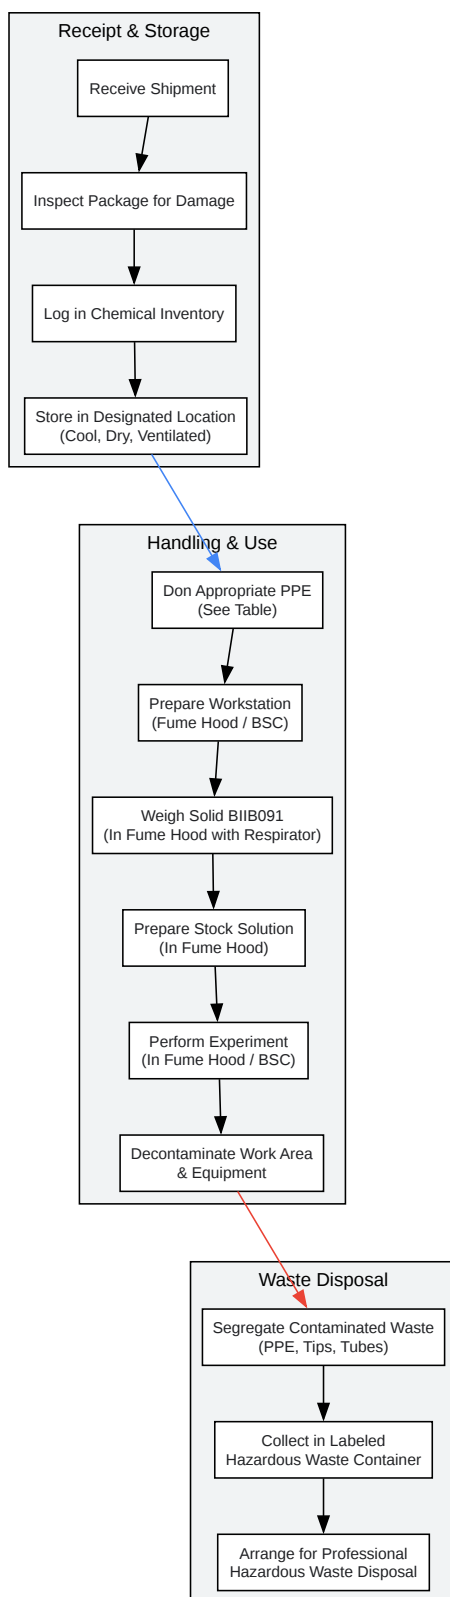 Receipt & Storage
Receive Shipment
Inspect Package for Damage
Log in Chemical Inventory
Store in Designated Location
(Cool, Dry, Ventilated)
Handling & Use
Don Appropriate PPE
(See Table)
Prepare Workstation
(Fume Hood / BSC)
Weigh Solid BIIB091
(In Fume Hood with Respirator)
Prepare Stock Solution
(In Fume Hood)
Perform Experiment
(In Fume Hood / BSC)
Decontaminate Work Area
& Equipment
Waste Disposal
Segregate Contaminated Waste
(PPE, Tips, Tubes)
Collect in Labeled
Hazardous Waste Container
Arrange for Professional
Hazardous Waste Disposal